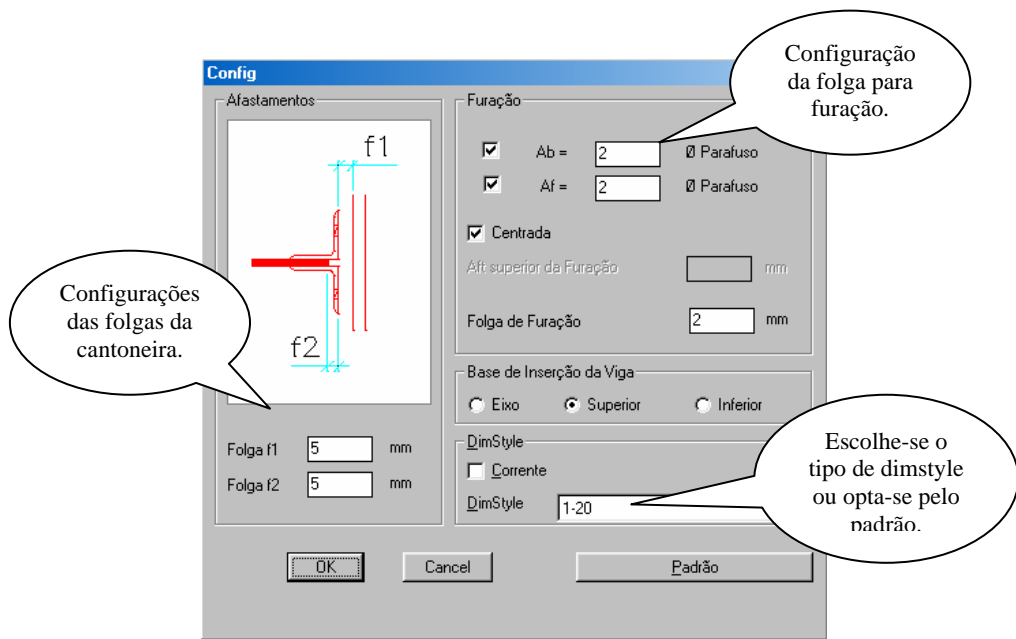 Configuração
da folga para
furação.
Config
Afastamentos
f1
f2
Configurações
das folgas da
cantoneira.
Folga f1 5 mm
Folga f2 5 mm
Furação
Ab = 2 Ø Parafuso
Af = 2 Ø Parafuso
Centrada
Aft superior da Furação mm
Folga de Furação 2 mm
Base de Inserção da Viga
Eixo Superior Inferior
DimStyle
Corrente
DimStyle 1-20
Escolhe-se o
tipo de dimstyle
ou opta-se pelo
padrão.
OK Cancel Padrão